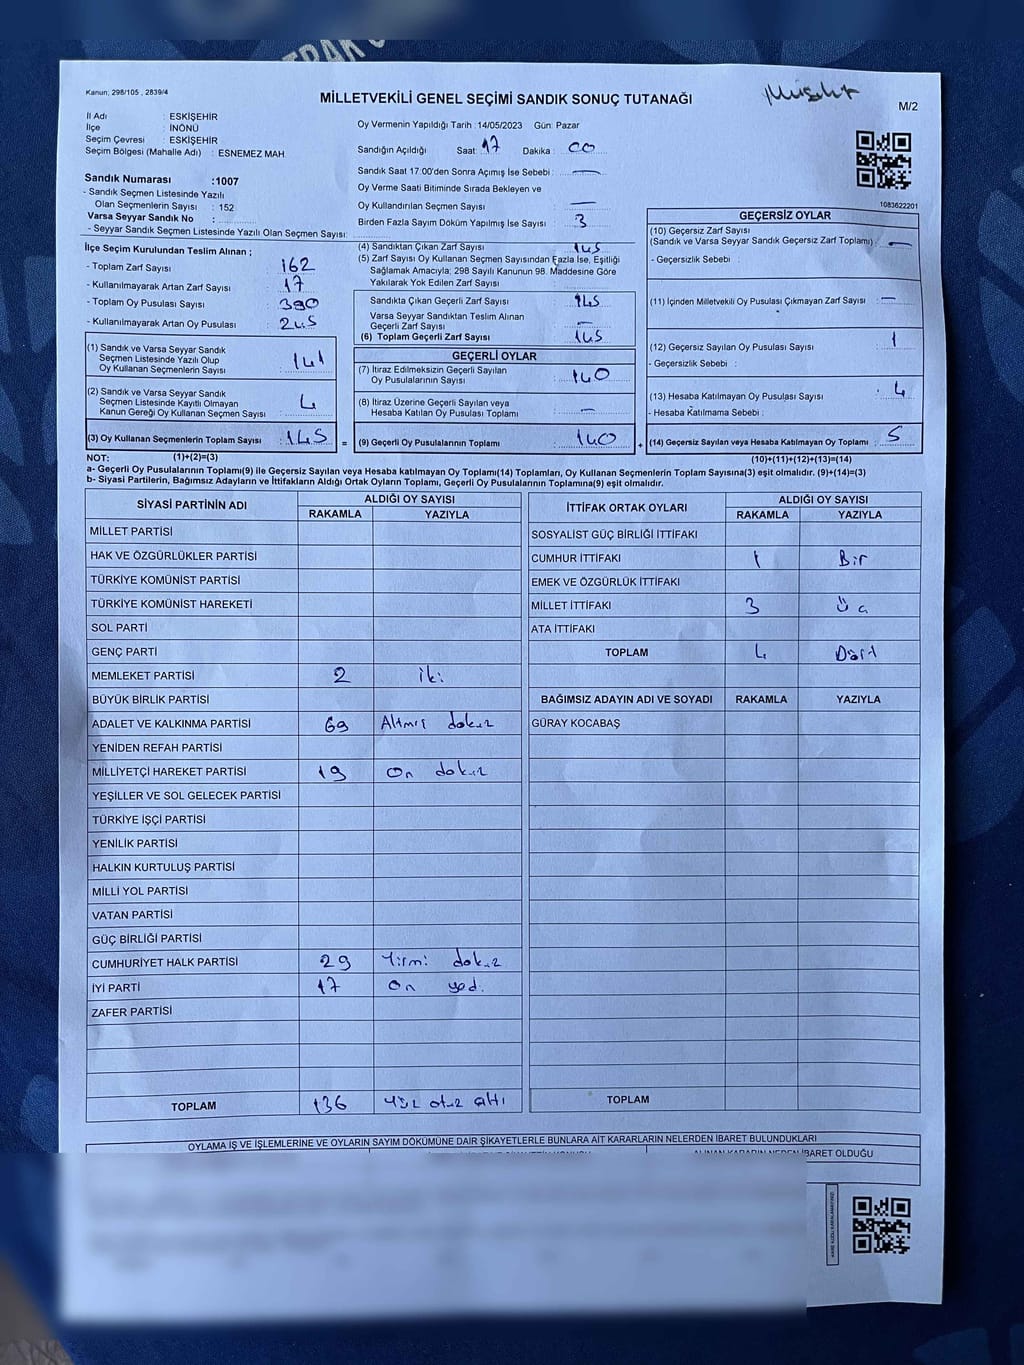 TRAK
Kanun; 298/105 , 2839/4
MİLLETVEKİLİ GENEL SEÇİMİ SANDIK SONUÇ TUTANAĞI
M/2
İl Adı : ESKİŞEHİR
İlçe : İNÖNÜ
Seçim Çevresi : ESKİŞEHİR
Seçim Bölgesi (Mahalle Adı) : ESNEMEZ MAH
Oy Vermenin Yapıldığı Tarih :14/05/2023 Gün: Pazar
Sandığın Açıldığı Saat: 17 Dakika : 00
Sandık Saat 17:00'den Sonra Açımış İse Sebebi : —
Oy Verme Saati Bitiminde Sırada Bekleyen ve
Oy Kullandırılan Seçmen Sayısı : —
Birden Fazla Sayım Döküm Yapılmış İse Sayısı : 3
Sandık Numarası :1007
- Sandık Seçmen Listesinde Yazılı
Olan Seçmenlerin Sayısı : 152
Varsa Seyyar Sandık No :
- Seyyar Sandık Seçmen Listesinde Yazılı Olan Seçmen Sayısı:
1083622201
İlçe Seçim Kurulundan Teslim Alınan ;
- Toplam Zarf Sayısı : 162
- Kullanılmayarak Artan Zarf Sayısı : 17
- Toplam Oy Pusulası Sayısı : 390
- Kullanılmayarak Artan Oy Pusulası : 245
(1) Sandık ve Varsa Seyyar Sandık
Seçmen Listesinde Yazılı Olup
Oy Kullanan Seçmenlerin Sayısı : 141
(2) Sandık ve Varsa Seyyar Sandık
Seçmen Listesinde Kayıtlı Olmayan
Kanun Gereği Oy Kullanan Seçmen Sayısı : 4
(3) Oy Kullanan Seçmenlerin Toplam Sayısı : 145 =
(4) Sandıktan Çıkan Zarf Sayısı : 145
(5) Zarf Sayısı Oy Kullanan Seçmen Sayısından Fazla İse, Eşitliği
Sağlamak Amacıyla; 298 Sayılı Kanunun 98. Maddesine Göre
Yakılarak Yok Edilen Zarf Sayısı :
Sandıkta Çıkan Geçerli Zarf Sayısı : 145
Varsa Seyyar Sandıktan Teslim Alınan
Geçerli Zarf Sayısı : —
(6) Toplam Geçerli Zarf Sayısı : 145
GEÇERLİ OYLAR
(7) İtiraz Edilmeksizin Geçerli Sayılan
Oy Pusulalarının Sayısı : 140
(8) İtiraz Üzerine Geçerli Sayılan veya
Hesaba Katılan Oy Pusulası Toplamı : —
(9) Geçerli Oy Pusulalarının Toplamı : 140 +
GEÇERSİZ OYLAR
(10) Geçersiz Zarf Sayısı
(Sandık ve Varsa Seyyar Sandık Geçersiz Zarf Toplamı) : —
- Geçersizlik Sebebi :
(11) İçinden Milletvekili Oy Pusulası Çıkmayan Zarf Sayısı : —
(12) Geçersiz Sayılan Oy Pusulası Sayısı : 1
- Geçersizlik Sebebi :
(13) Hesaba Katılmayan Oy Pusulası Sayısı : 4
- Hesaba Katılmama Sebebi :
(14) Geçersiz Sayılan veya Hesaba Katılmayan Oy Toplamı : 5
NOT: (1)+(2)=(3) (10)+(11)+(12)+(13)=(14)
a- Geçerli Oy Pusulalarının Toplamı(9) ile Geçersiz Sayılan veya Hesaba katılmayan Oy Toplamı(14) Toplamları, Oy Kullanan Seçmenlerin Toplam Sayısına(3) eşit olmalıdır. (9)+(14)=(3)
b- Siyasi Partilerin, Bağımsız Adayların ve İttifakların Aldığı Ortak Oyların Toplamı, Geçerli Oy Pusulalarının Toplamına(9) eşit olmalıdır.
SİYASİ PARTİNİN ADI ALDIĞI OY SAYISI
RAKAMLA YAZIYLA
MİLLET PARTİSİ
HAK VE ÖZGÜRLÜKLER PARTİSİ
TÜRKİYE KOMÜNİST PARTİSİ
TÜRKİYE KOMÜNİST HAREKETİ
SOL PARTİ
GENÇ PARTİ
MEMLEKET PARTİSİ 2 iki
BÜYÜK BİRLİK PARTİSİ
ADALET VE KALKINMA PARTİSİ 69 Altmış dokuz
YENİDEN REFAH PARTİSİ
MİLLİYETÇİ HAREKET PARTİSİ 19 On dokuz
YEŞİLLER VE SOL GELECEK PARTİSİ
TÜRKİYE İŞÇİ PARTİSİ
YENİLİK PARTİSİ
HALKIN KURTULUŞ PARTİSİ
MİLLİ YOL PARTİSİ
VATAN PARTİSİ
GÜÇ BİRLİĞİ PARTİSİ
CUMHURİYET HALK PARTİSİ 29 Yirmi dokuz
İYİ PARTİ 17 On yedi
ZAFER PARTİSİ
TOPLAM 136 Yüz otuz altı
İTTİFAK ORTAK OYLARI ALDIĞI OY SAYISI
RAKAMLA YAZIYLA
SOSYALİST GÜÇ BİRLİĞİ İTTİFAKI
CUMHUR İTTİFAKI 1 Bir
EMEK VE ÖZGÜRLÜK İTTİFAKI
MİLLET İTTİFAKI 3 Üç
ATA İTTİFAKI
TOPLAM 4 Dört
BAĞIMSIZ ADAYIN ADI VE SOYADI RAKAMLA YAZIYLA
GÜRAY KOCABAŞ
TOPLAM
OYLAMA İŞ VE İŞLEMLERİNE VE OYLARIN SAYIM DÖKÜMÜNE DAİR ŞİKAYETLERLE BUNLARA AİT KARARLARIN NELERDEN İBARET BULUNDUKLARI
ALINAN KARARIN NEDEN İBARET OLDUĞU